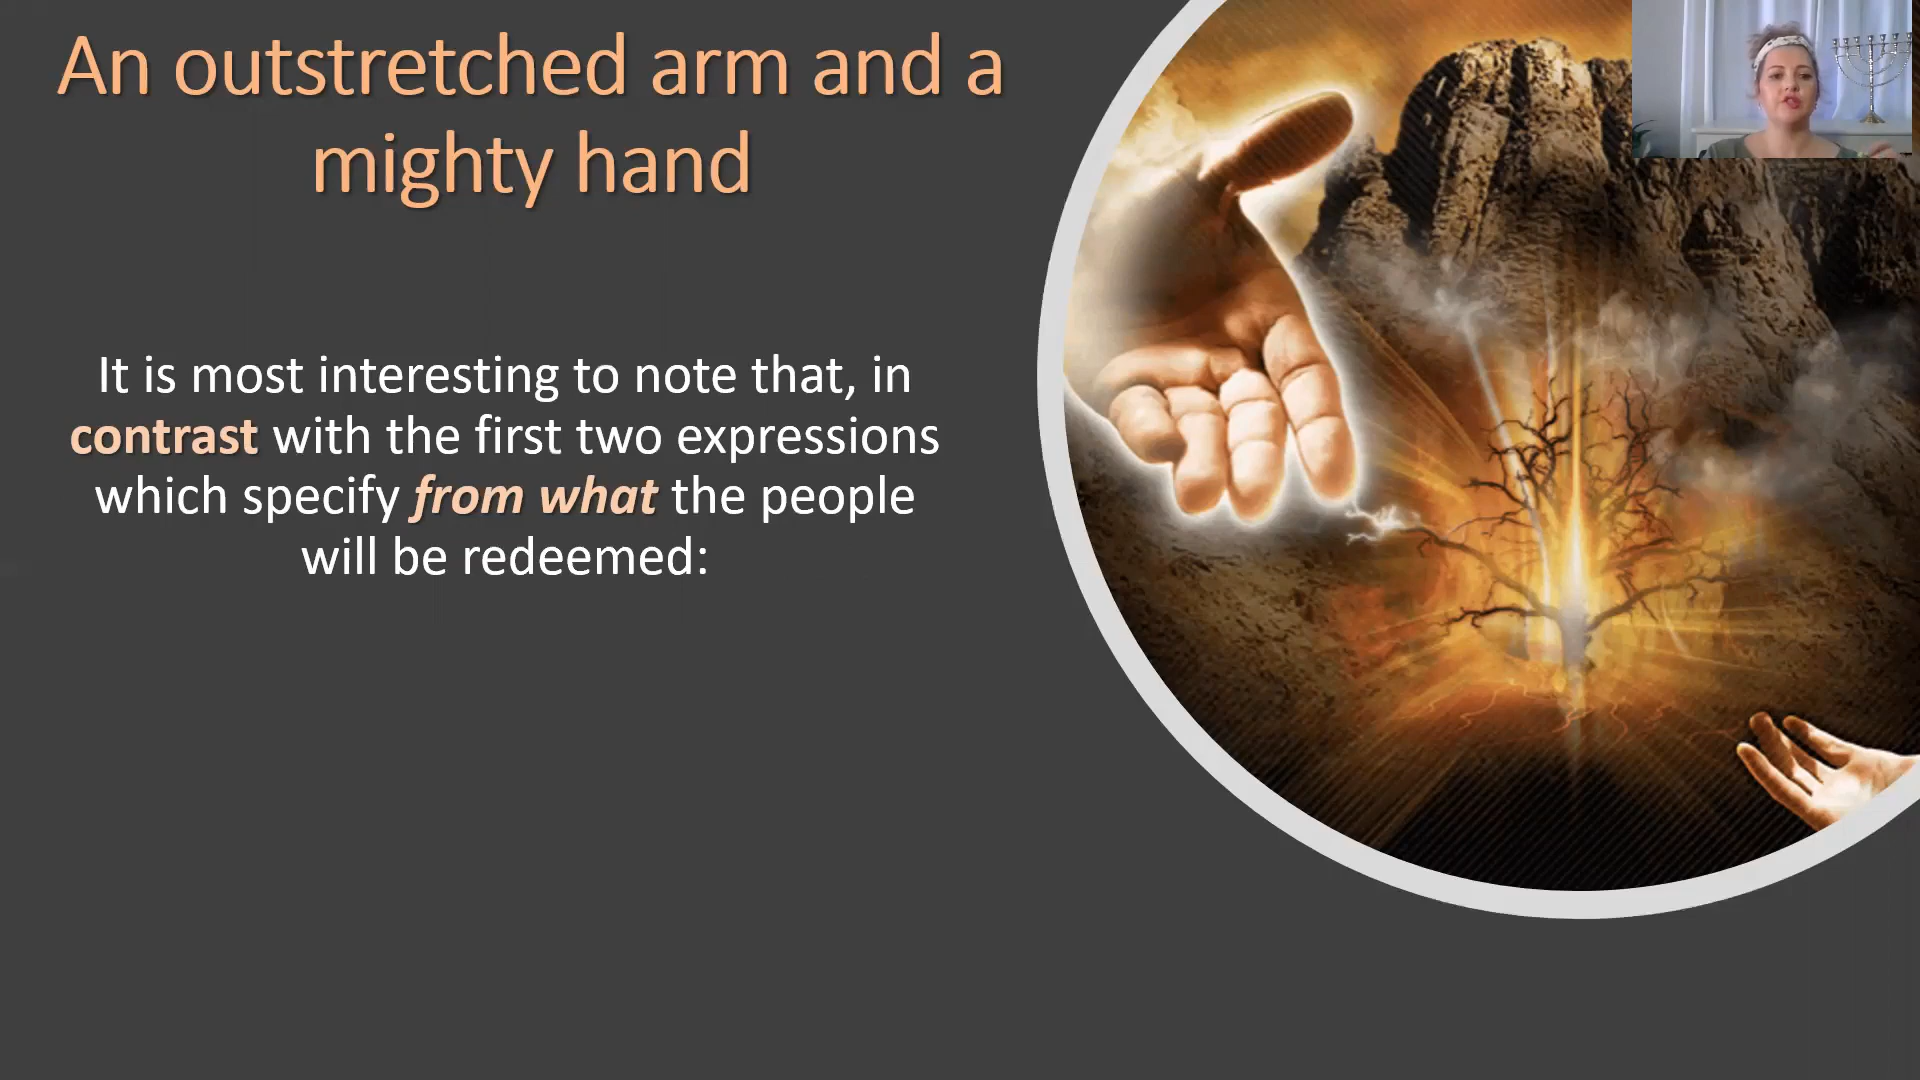 An outstretched arm and a
mighty hand
It is most interesting to note that, in
contrast with the first two expressions
which specify from what the people
will be redeemed: